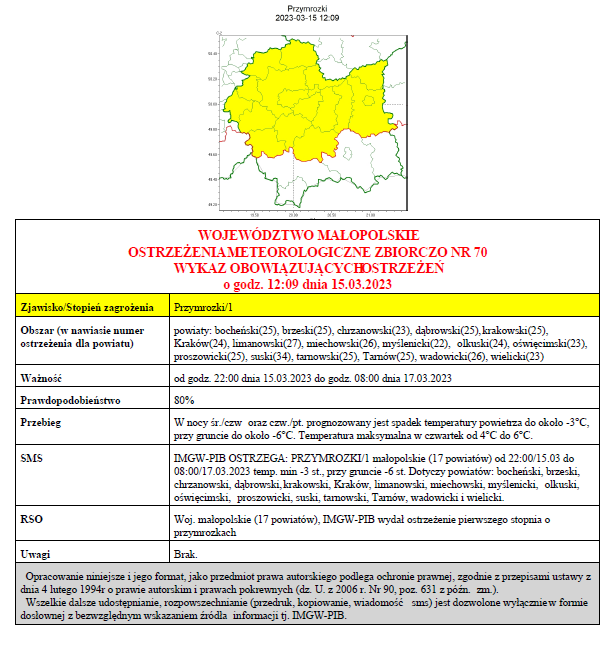 Przymrozki
2023-03-15 12:09
WOJEWÓDZTWO MAŁOPOLSKIE
OSTRZEŻENIA METEOROLOGICZNE ZBIORCZO NR 70
WYKAZ OBOWIĄZUJĄCYCH OSTRZEŻEŃ
o godz. 12:09 dnia 15.03.2023
Zjawisko/Stopień zagrożenia Przymrozki/1
Obszar (w nawiasie numer ostrzeżenia dla powiatu) powiaty: bocheński(25), brzeski(25), chrzanowski(23), dąbrowski(25), krakowski(25),
Kraków(24), limanowski(27), miechowski(26), myślenicki(22), olkuski(24), oświęcimski(23),
proszowicki(25), suski(34), tarnowski(25), Tarnów(25), wadowicki(26), wielicki(23)
Ważność od godz. 22:00 dnia 15.03.2023 do godz. 08:00 dnia 17.03.2023
Prawdopodobieństwo 80%
Przebieg W nocy śr./czw oraz czw./pt. prognozowany jest spadek temperatury powietrza do około -3°C,
przy gruncie do około -6°C. Temperatura maksymalna w czwartek od 4°C do 6°C.
SMS IMGW-PIB OSTRZEGA: PRZYMROZKI/1 małopolskie (17 powiatów) od 22:00/15.03 do
08:00/17.03.2023 temp. min -3 st., przy gruncie -6 st. Dotyczy powiatów: bocheński, brzeski,
chrzanowski, dąbrowski, krakowski, Kraków, limanowski, miechowski, myślenicki, olkuski,
oświęcimski, proszowicki, suski, tarnowski, Tarnów, wadowicki i wielicki.
RSO Woj. małopolskie (17 powiatów), IMGW-PIB wydał ostrzeżenie pierwszego stopnia o
przymrozkach
Uwagi Brak.
Opracowanie niniejsze i jego format, jako przedmiot prawa autorskiego podlega ochronie prawnej, zgodnie z przepisami ustawy z
dnia 4 lutego 1994r o prawie autorskim i prawach pokrewnych (dz. U. z 2006 r. Nr 90, poz. 631 z późn. zm.).
Wszelkie dalsze udostępnianie, rozpowszechnianie (przedruk, kopiowanie, wiadomość sms) jest dozwolone wyłącznie w formie
dosłownej z bezwzględnym wskazaniem źródła informacji tj. IMGW-PIB.